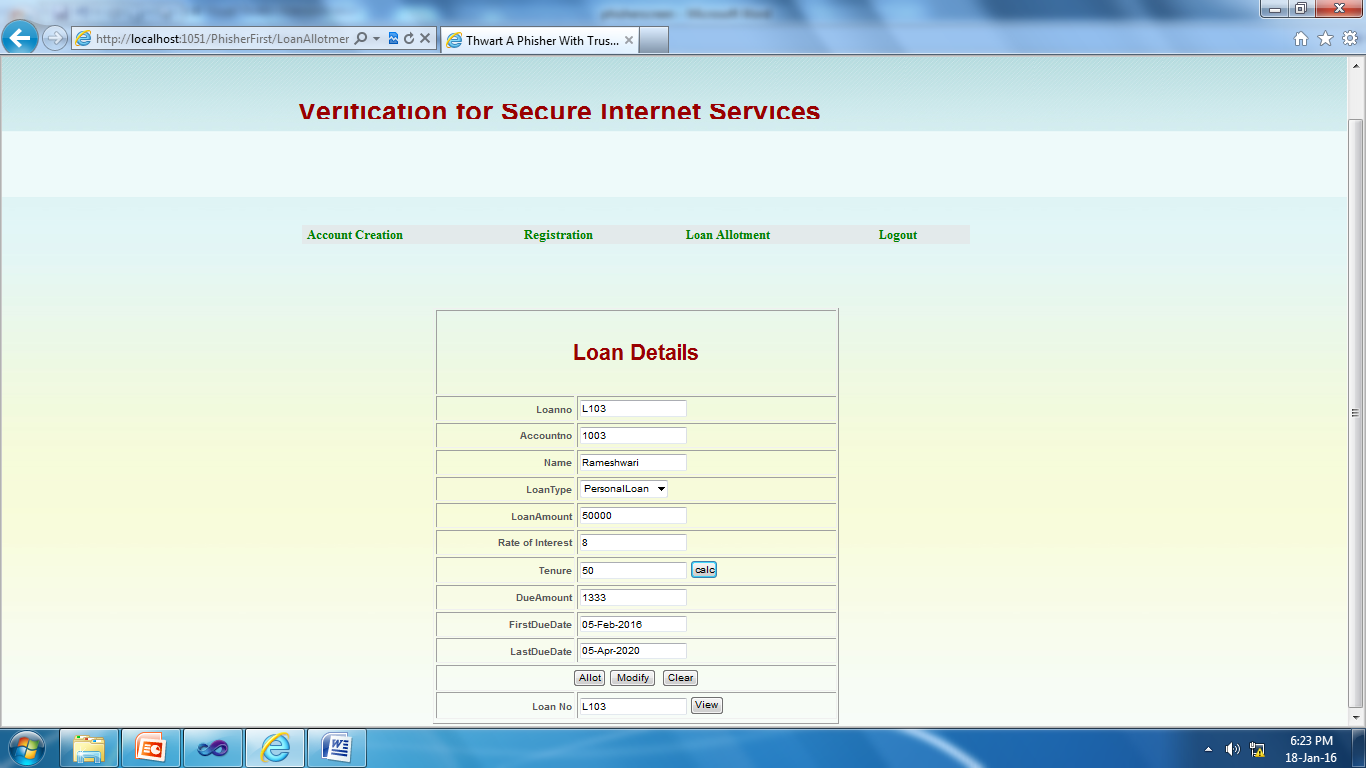 http://localhost:1051/PhisherFirst/LoanAllotmer
Thwart A Phisher With Trus...
Verification for Secure Internet Services
Account Creation Registration Loan Allotment Logout
Loan Details
Loanno L103
Accountno 1003
Name Rameshwari
LoanType PersonalLoan
LoanAmount 50000
Rate of Interest 8
Tenure 50 calc
DueAmount 1333
FirstDueDate 05-Feb-2016
LastDueDate 05-Apr-2020
Allot Modify Clear
Loan No L103 View
6:23 PM
18-Jan-16